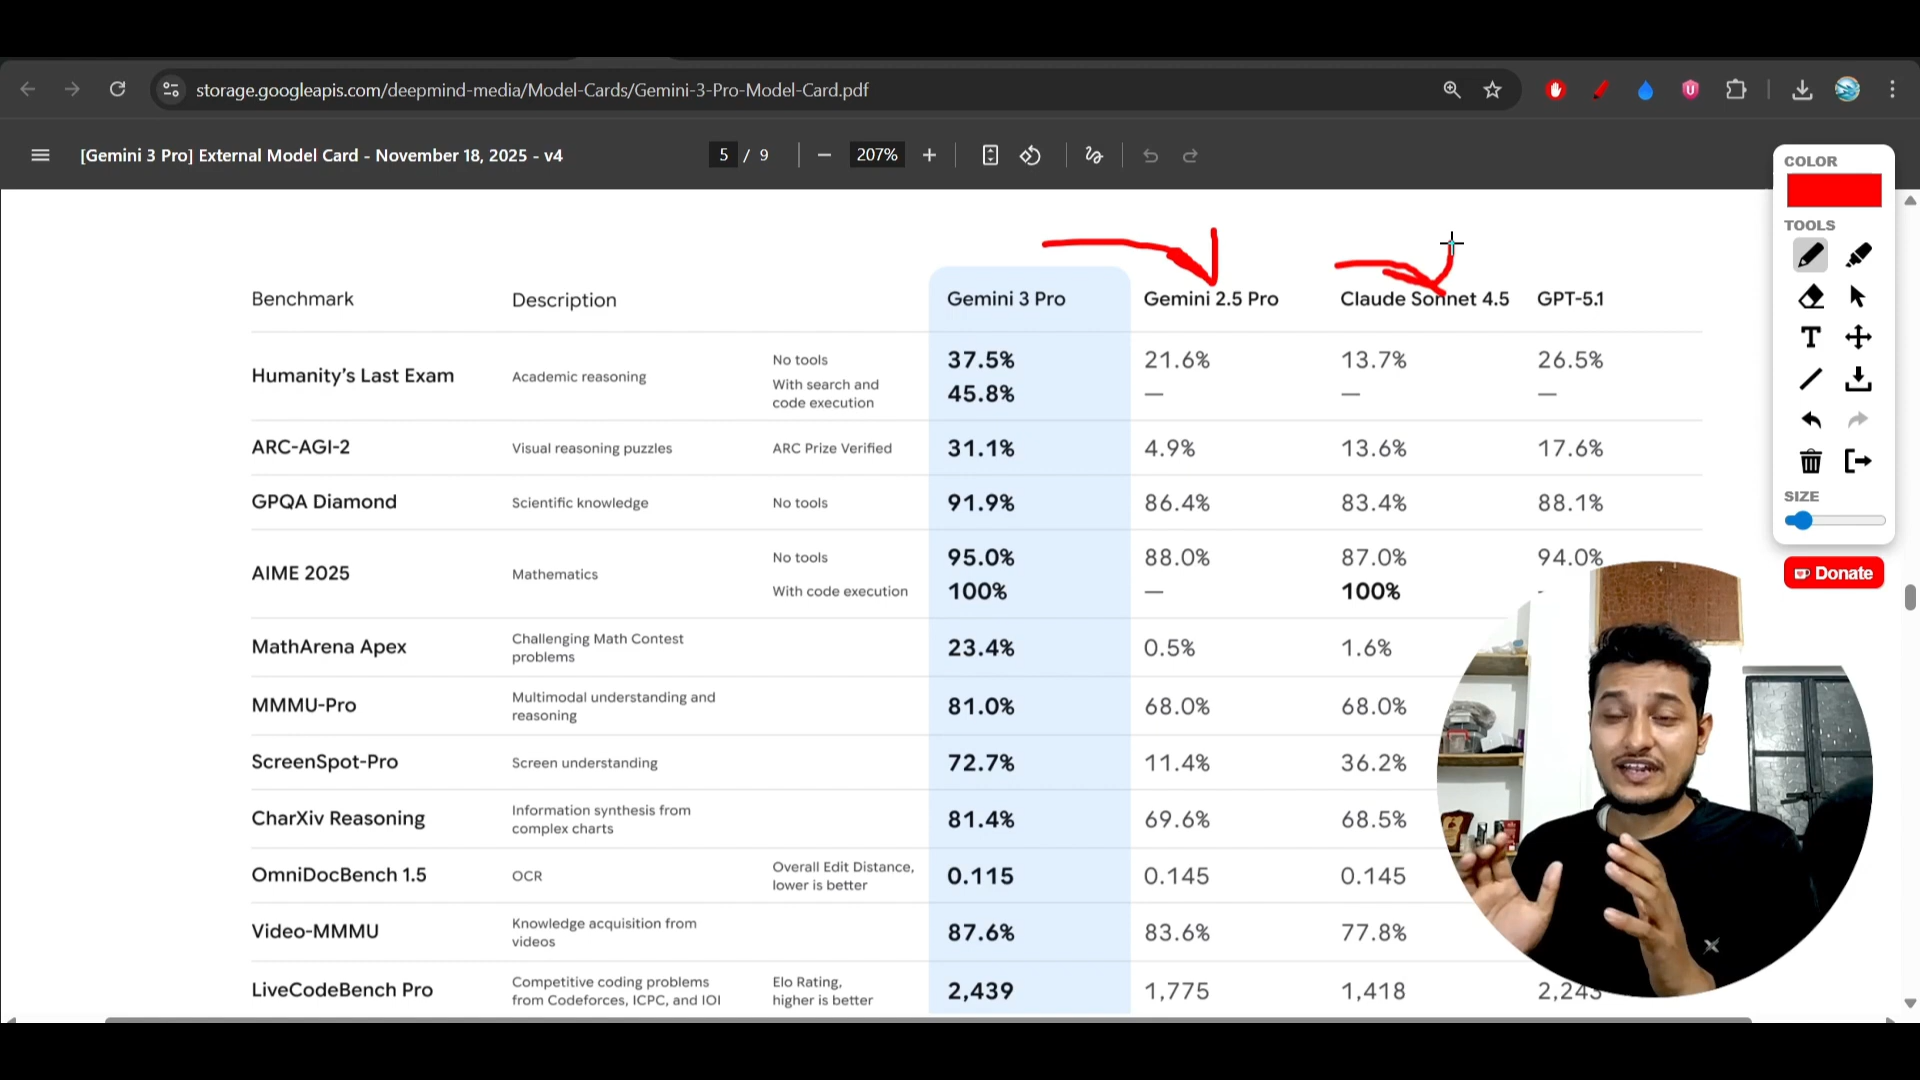 storage.googleapis.com/deepmind-media/Model-Cards/Gemini-3-Pro-Model-Card.pdf
[Gemini 3 Pro] External Model Card - November 18, 2025 - v4
5 / 9
207%
COLOR
TOOLS
SIZE
Donate
Benchmark Description Gemini 3 Pro Gemini 2.5 Pro Claude Sonnet 4.5 GPT-5.1
Humanity's Last Exam Academic reasoning No tools 37.5% 21.6% 13.7% 26.5%
With search and code execution 45.8% — — —
ARC-AGI-2 Visual reasoning puzzles ARC Prize Verified 31.1% 4.9% 13.6% 17.6%
GPQA Diamond Scientific knowledge No tools 91.9% 86.4% 83.4% 88.1%
AIME 2025 Mathematics No tools 95.0% 88.0% 87.0% 94.0%
With code execution 100% — 100%
MathArena Apex Challenging Math Contest problems 23.4% 0.5% 1.6%
MMMU-Pro Multimodal understanding and reasoning 81.0% 68.0% 68.0%
ScreenSpot-Pro Screen understanding 72.7% 11.4% 36.2%
CharXiv Reasoning Information synthesis from complex charts 81.4% 69.6% 68.5%
OmniDocBench 1.5 OCR Overall Edit Distance, lower is better 0.115 0.145 0.145
Video-MMMU Knowledge acquisition from videos 87.6% 83.6% 77.8%
LiveCodeBench Pro Competitive coding problems from Codeforces, ICPC, and IOI Elo Rating, higher is better 2,439 1,775 1,418 2,243